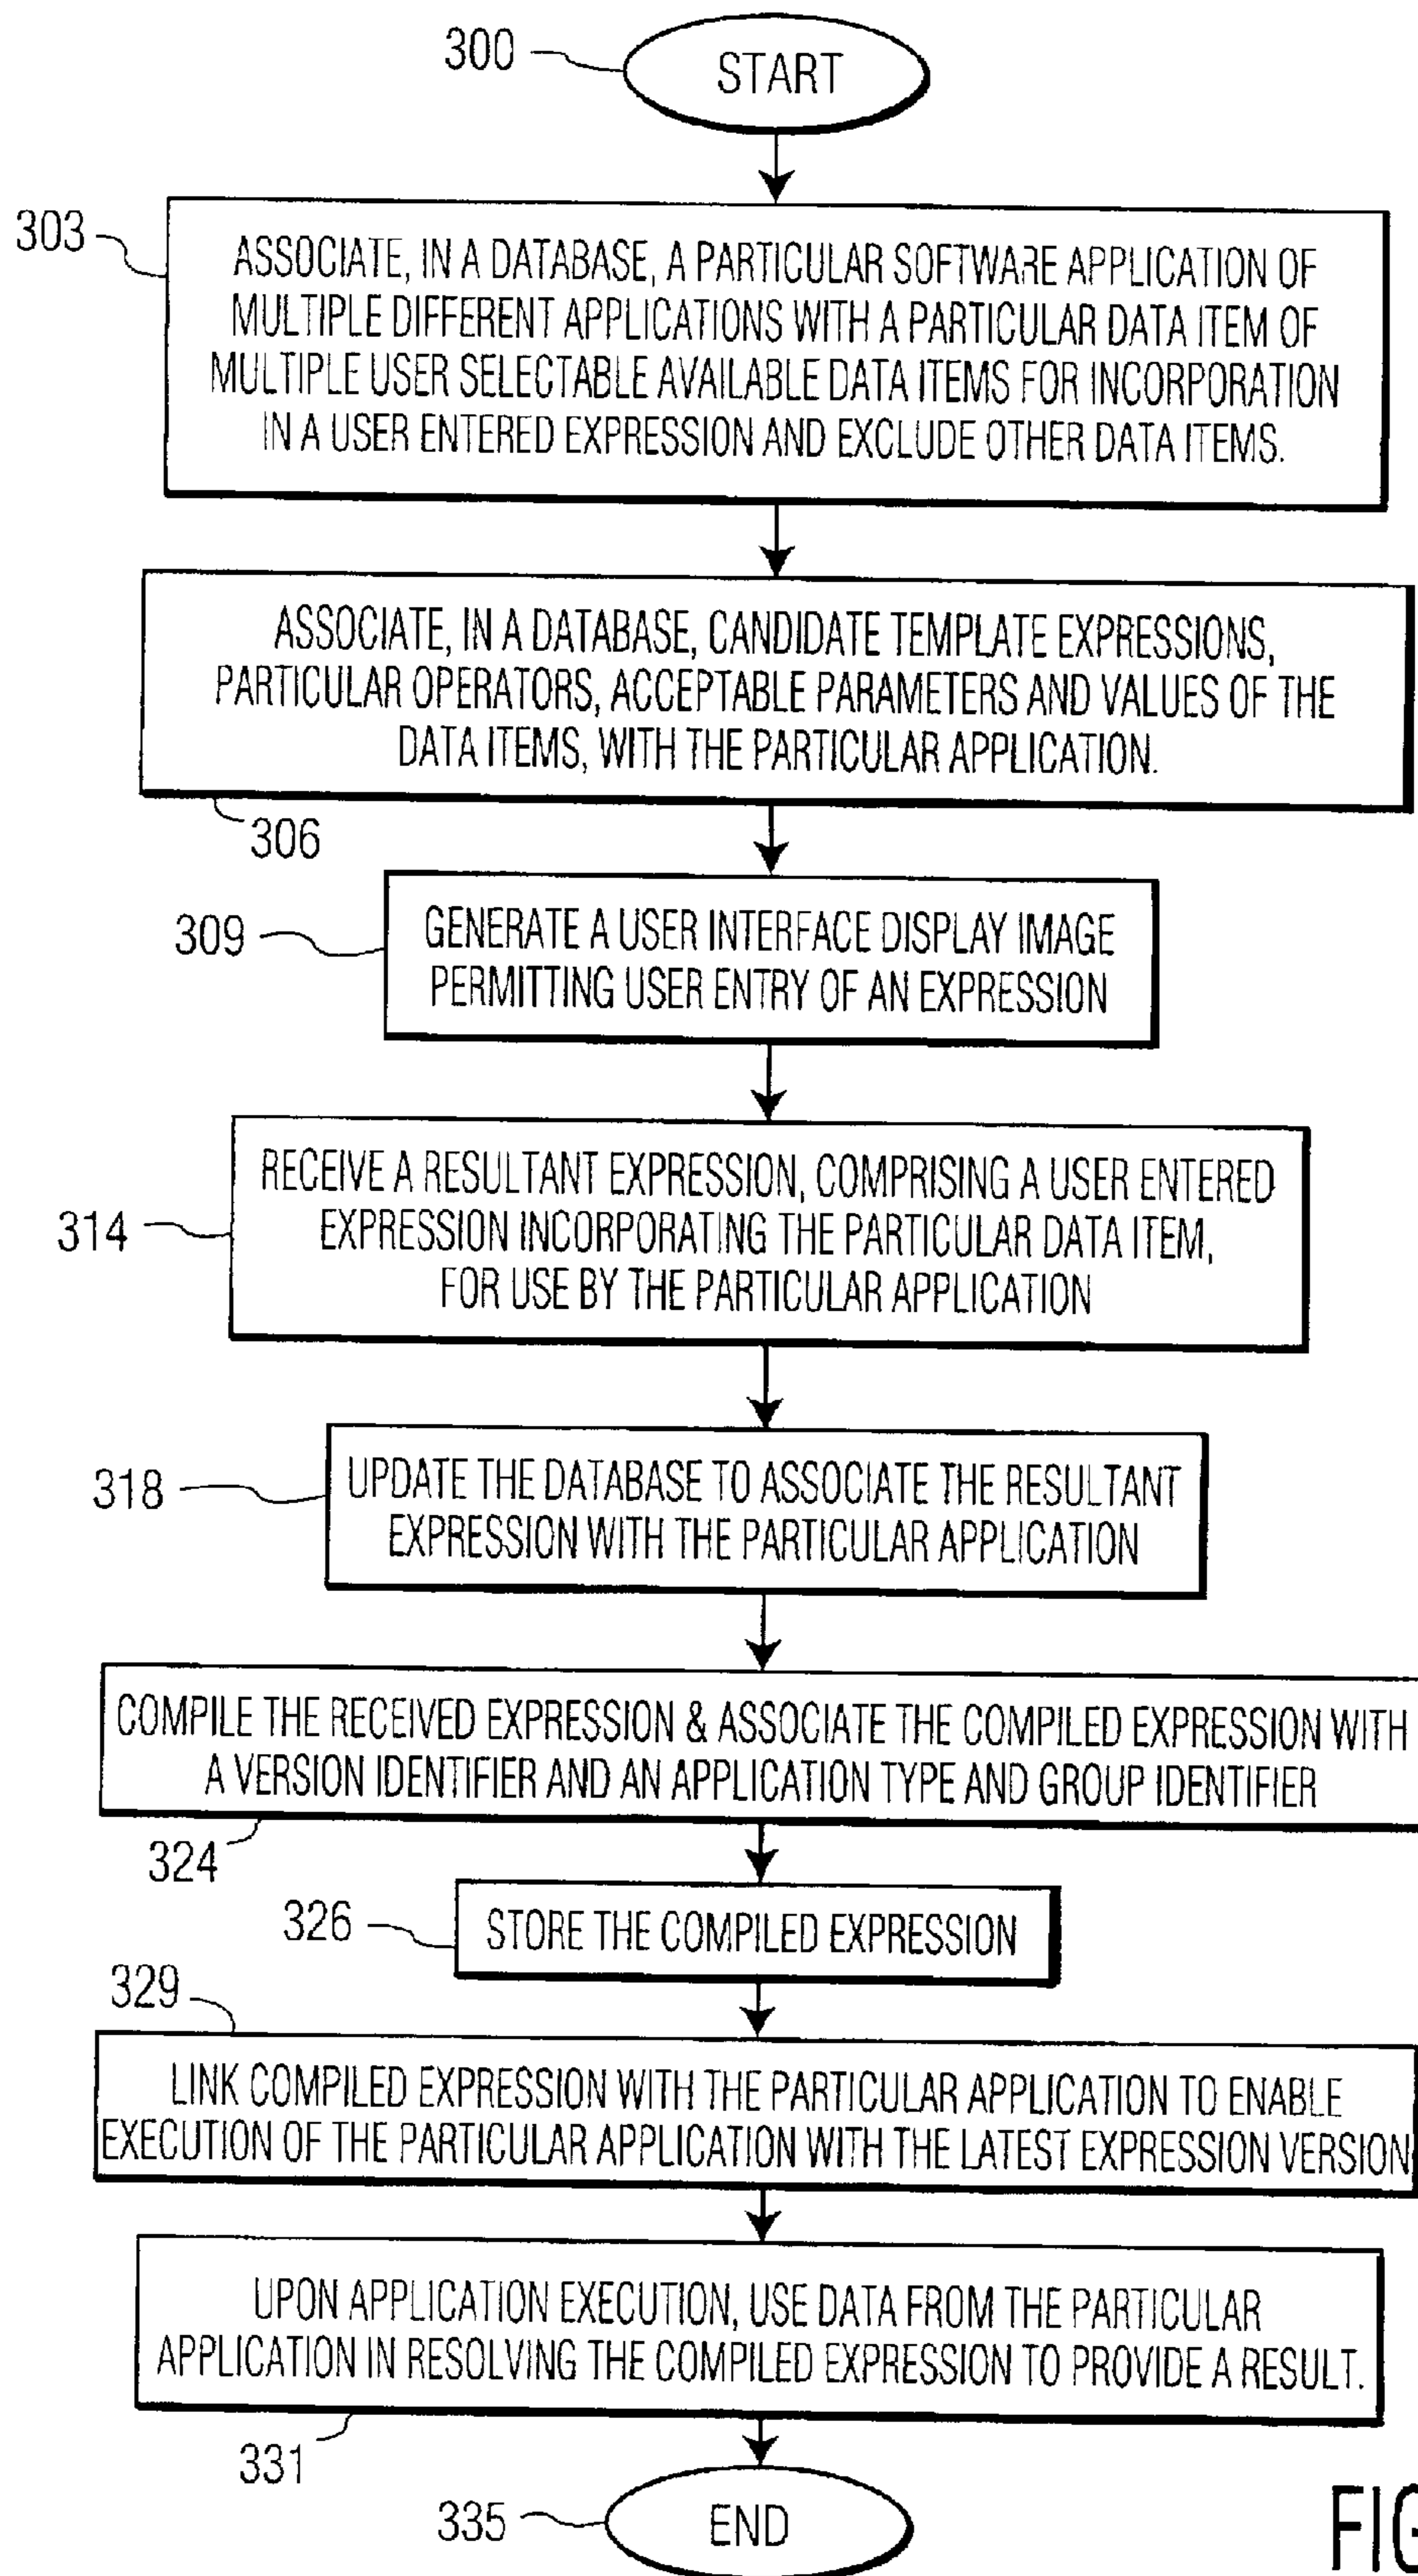 300
START
303
ASSOCIATE, IN A DATABASE, A PARTICULAR SOFTWARE APPLICATION OF
MULTIPLE DIFFERENT APPLICATIONS WITH A PARTICULAR DATA ITEM OF
MULTIPLE USER SELECTABLE AVAILABLE DATA ITEMS FOR INCORPORATION
IN A USER ENTERED EXPRESSION AND EXCLUDE OTHER DATA ITEMS.
ASSOCIATE, IN A DATABASE, CANDIDATE TEMPLATE EXPRESSIONS,
PARTICULAR OPERATORS, ACCEPTABLE PARAMETERS AND VALUES OF THE
DATA ITEMS, WITH THE PARTICULAR APPLICATION.
306
309
GENERATE A USER INTERFACE DISPLAY IMAGE
PERMITTING USER ENTRY OF AN EXPRESSION
314
RECEIVE A RESULTANT EXPRESSION, COMPRISING A USER ENTERED
EXPRESSION INCORPORATING THE PARTICULAR DATA ITEM,
FOR USE BY THE PARTICULAR APPLICATION
318
UPDATE THE DATABASE TO ASSOCIATE THE RESULTANT
EXPRESSION WITH THE PARTICULAR APPLICATION
COMPILE THE RECEIVED EXPRESSION & ASSOCIATE THE COMPILED EXPRESSION WITH
A VERSION IDENTIFIER AND AN APPLICATION TYPE AND GROUP IDENTIFIER
324
326
STORE THE COMPILED EXPRESSION
329
LINK COMPILED EXPRESSION WITH THE PARTICULAR APPLICATION TO ENABLE
EXECUTION OF THE PARTICULAR APPLICATION WITH THE LATEST EXPRESSION VERSION
UPON APPLICATION EXECUTION, USE DATA FROM THE PARTICULAR
APPLICATION IN RESOLVING THE COMPILED EXPRESSION TO PROVIDE A RESULT.
331
335
END